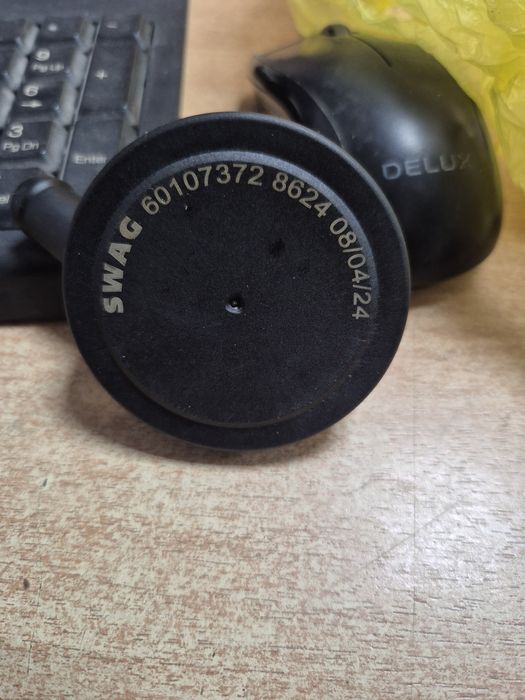 SWAG 60107372 8624 08/04/24
DELUX
9
Pg Up
+
6
→
3
Pg Dn
Enter